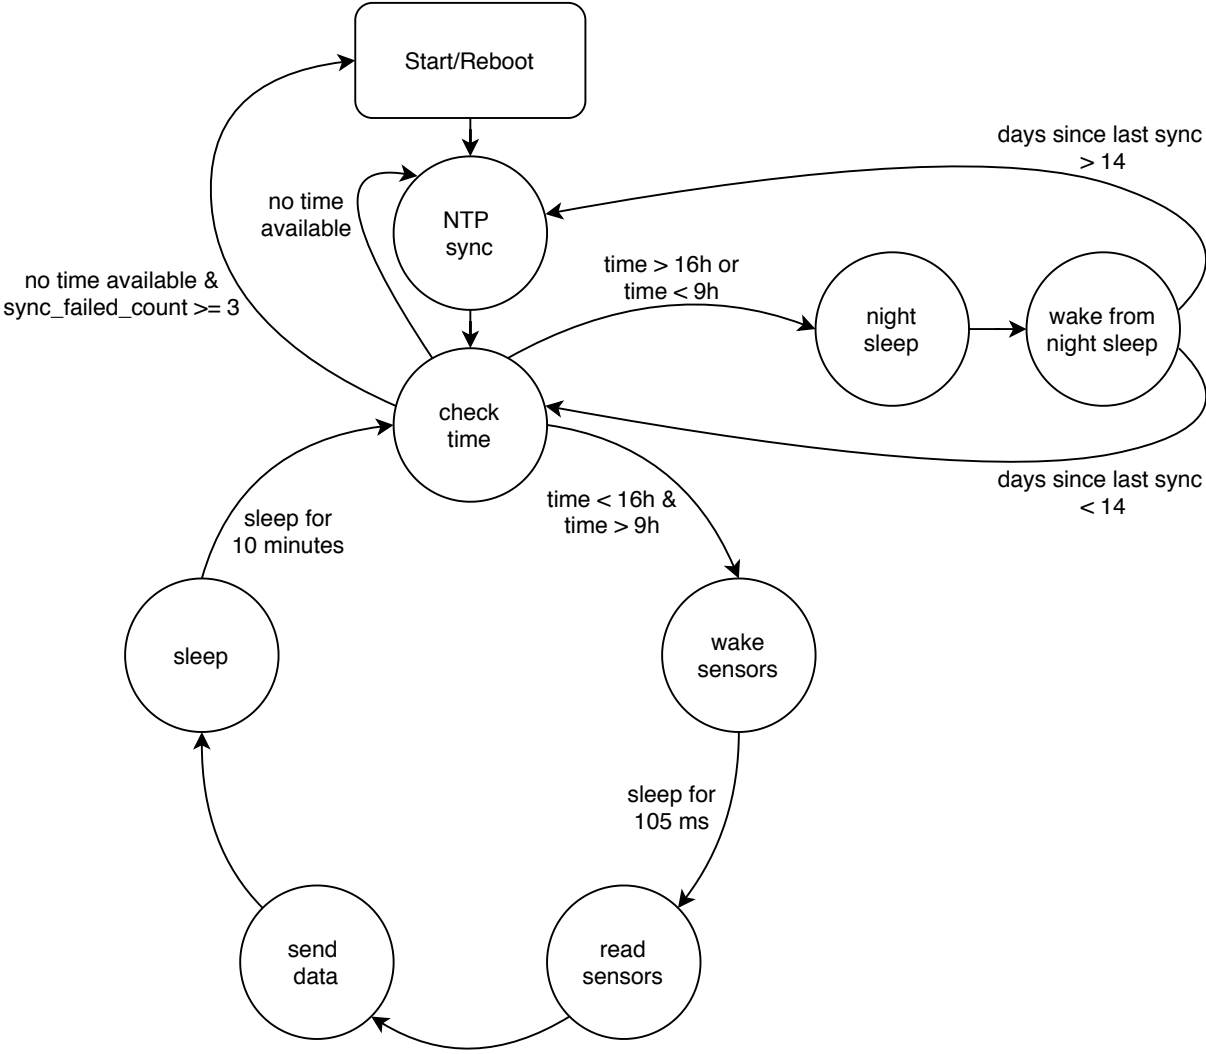 Start/Reboot
days since last sync
> 14
no time
available
NTP
sync
no time available &
sync_failed_count >= 3
time > 16h or
time < 9h
night
sleep
wake from
night sleep
check
time
days since last sync
< 14
time < 16h &
time > 9h
sleep for
10 minutes
sleep
wake
sensors
sleep for
105 ms
send
data
read
sensors